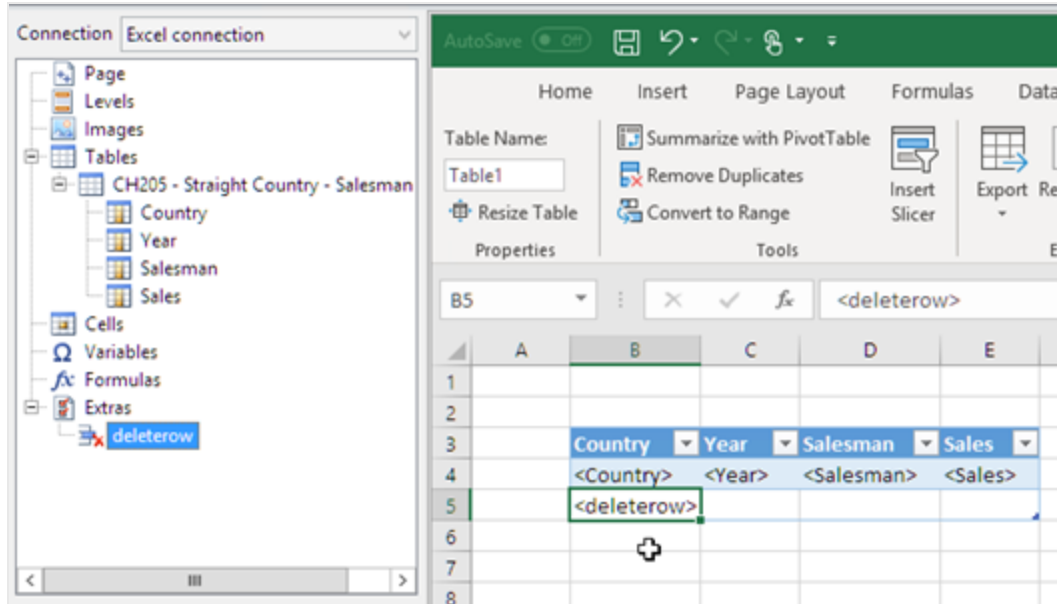 Connection Excel connection
Page
Levels
Images
Tables
CH205 - Straight Country - Salesman
Country
Year
Salesman
Sales
Cells
Variables
Formulas
Extras
deleterow
AutoSave Off
Home Insert Page Layout Formulas Data
Table Name:
Table1
Resize Table
Properties
Summarize with PivotTable
Remove Duplicates
Convert to Range
Tools
Insert
Slicer
Export Re
E
B5 fx <deleterow>
A B C D E
1
2
3 Country Year Salesman Sales
4 <Country> <Year> <Salesman> <Sales>
5 <deleterow>
6
7
8